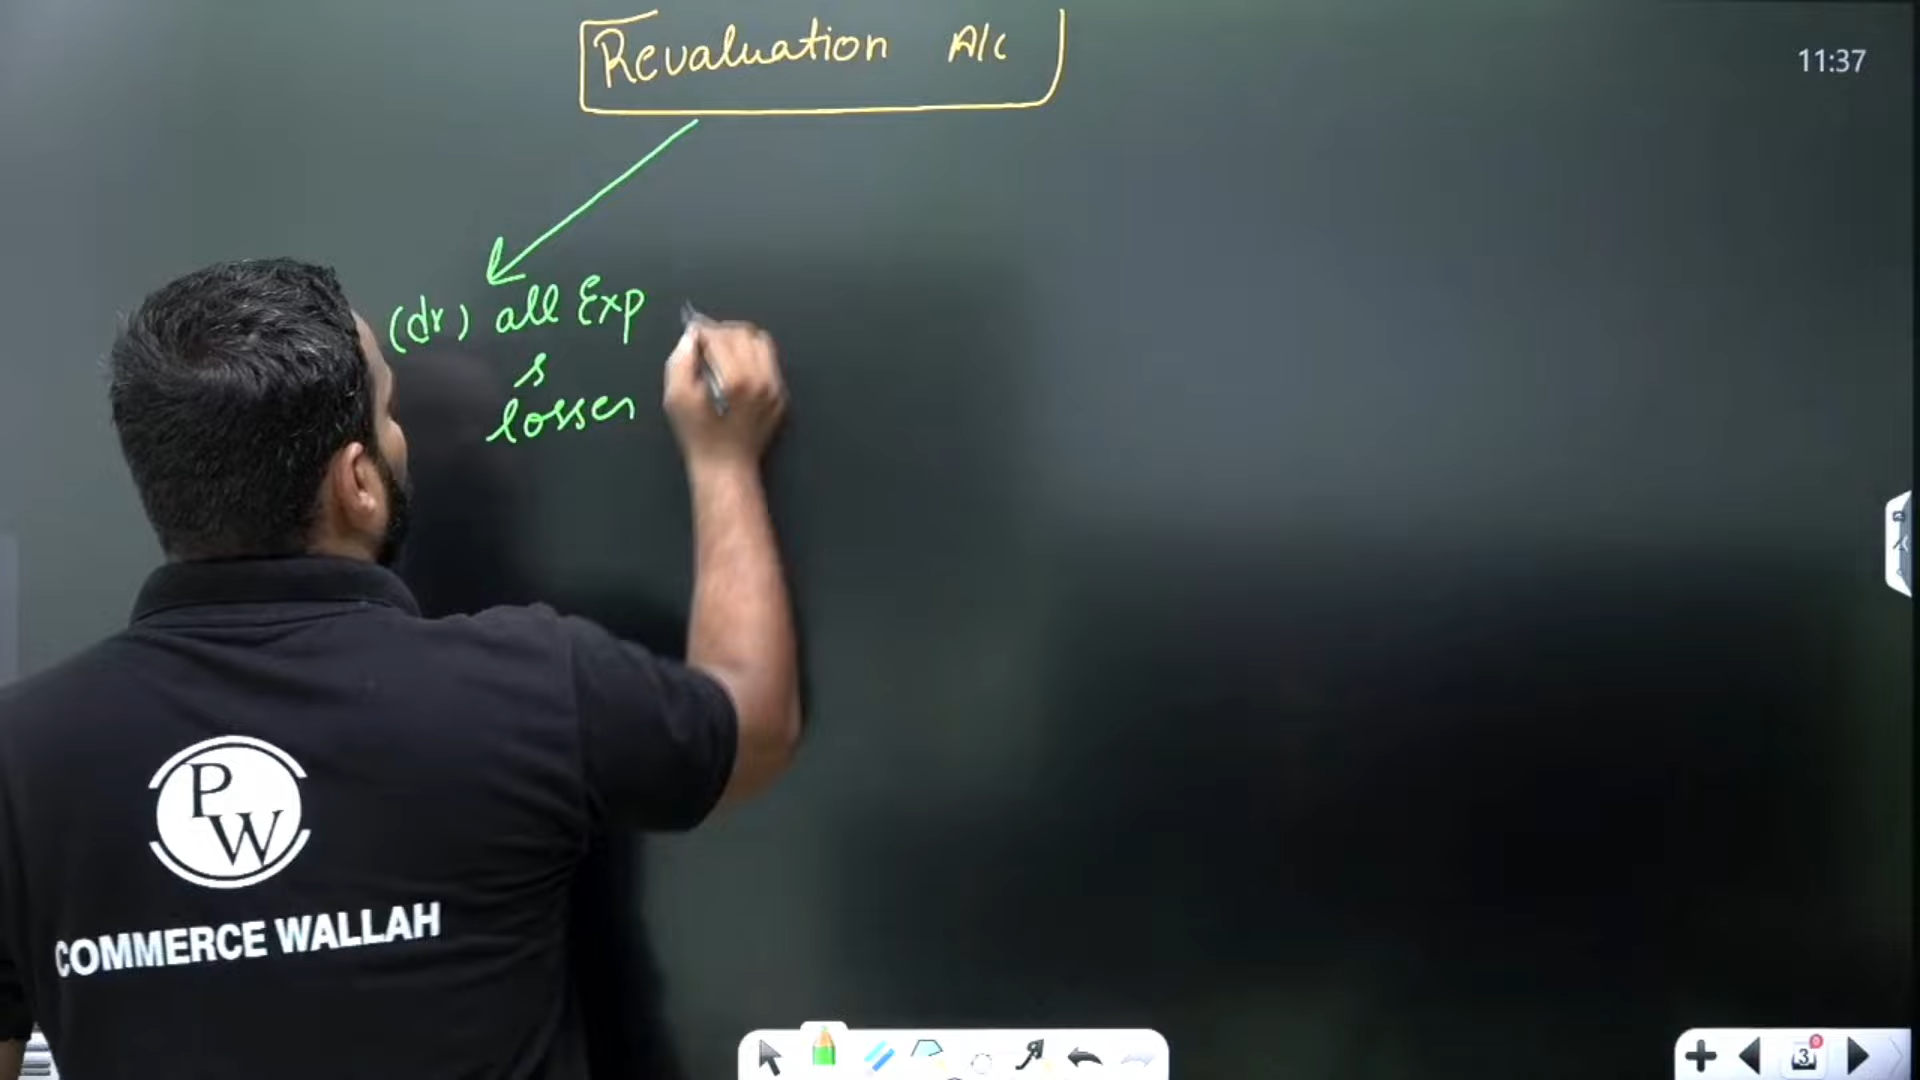 Revaluation A/c
11:37
(dr) all Exp
&
losses
P
W
COMMERCE WALLAH
3